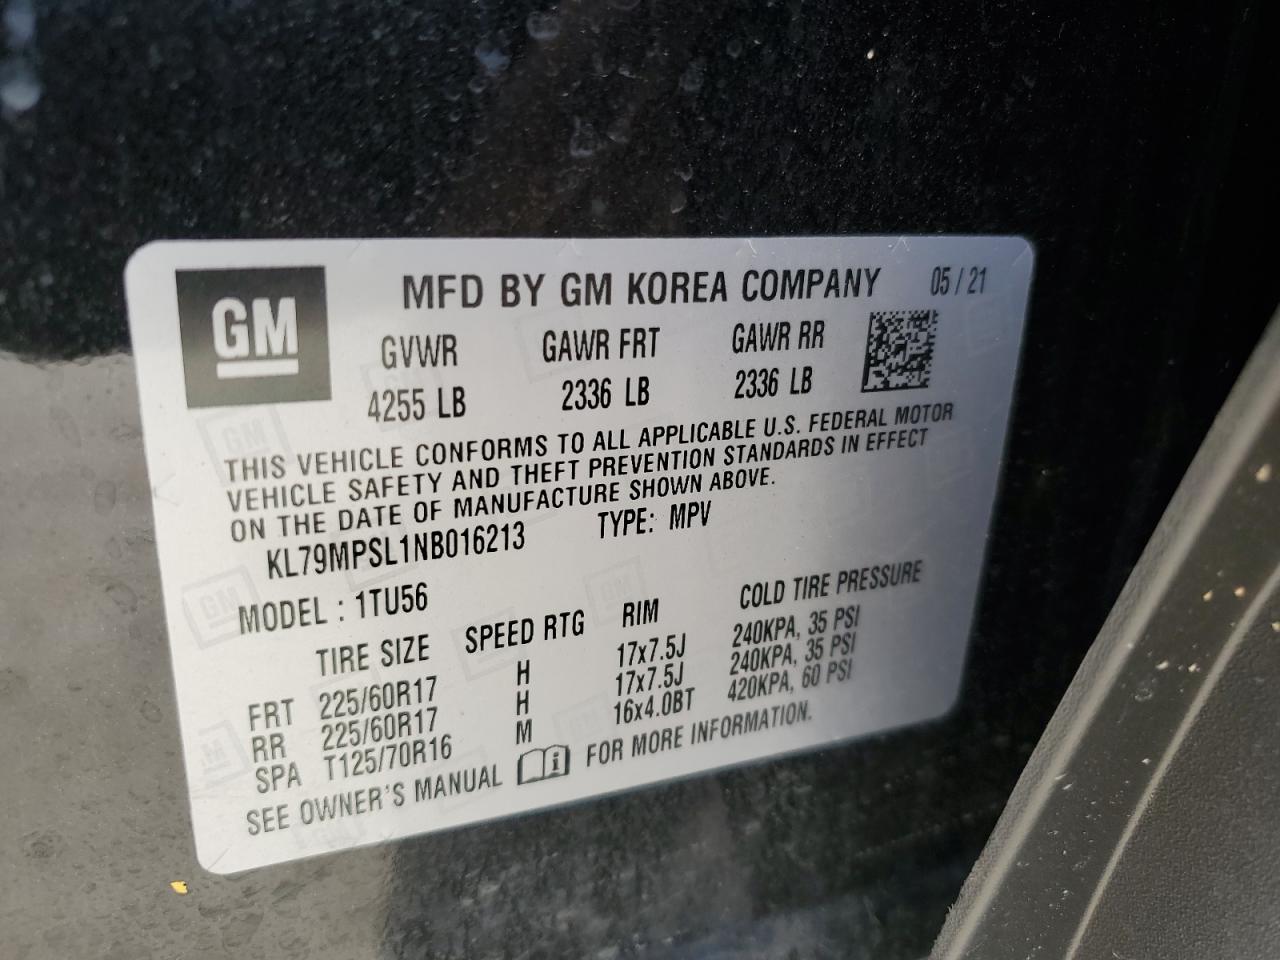 GM
MFD BY GM KOREA COMPANY 05/21
GVWR GAWR FRT GAWR RR
4255 LB 2336 LB 2336 LB
THIS VEHICLE CONFORMS TO ALL APPLICABLE U.S. FEDERAL MOTOR
VEHICLE SAFETY AND THEFT PREVENTION STANDARDS IN EFFECT
ON THE DATE OF MANUFACTURE SHOWN ABOVE.
KL79MPSL1NB016213 TYPE: MPV
MODEL : 1TU56
TIRE SIZE SPEED RTG RIM COLD TIRE PRESSURE
FRT 225/60R17 H 17x7.5J 240KPA, 35 PSI
RR 225/60R17 H 17x7.5J 240KPA, 35 PSI
SPA T125/70R16 M 16x4.0BT 420KPA, 60 PSI
SEE OWNER'S MANUAL i FOR MORE INFORMATION.